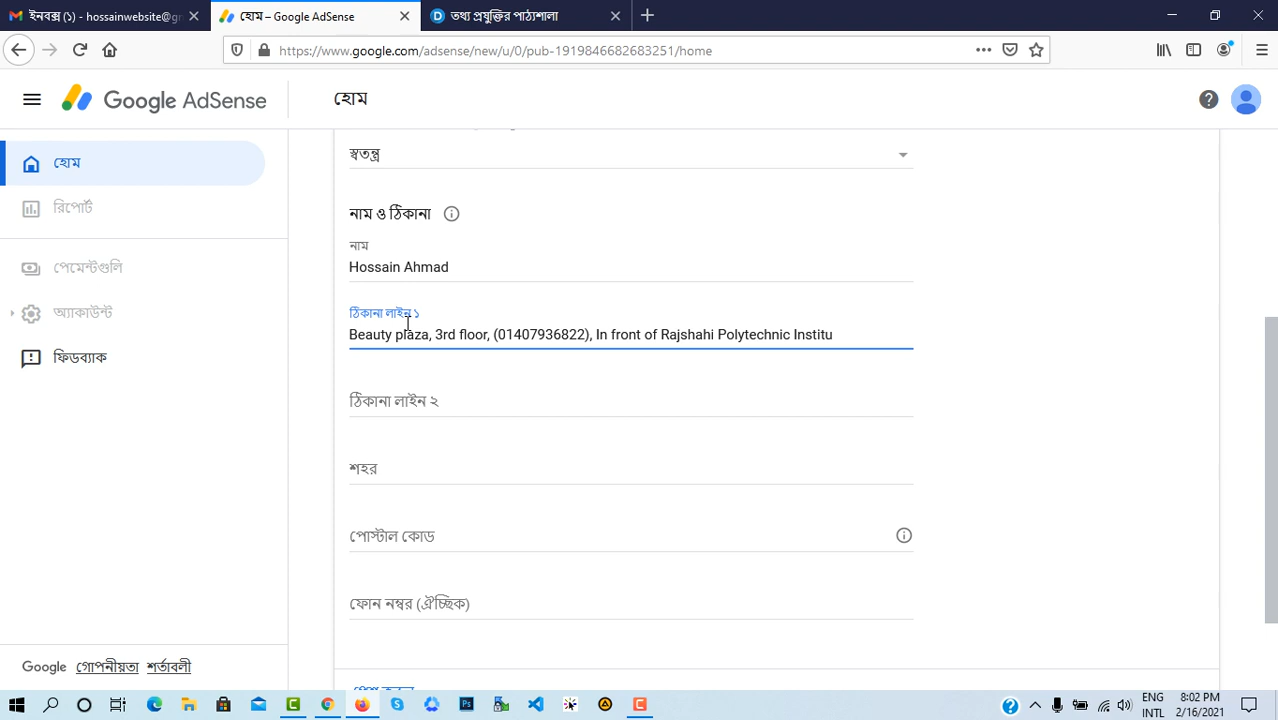 ইনবক্স (১) - hossainwebsite@gm
হোম – Google AdSense
তথ্য প্রযুক্তির পাঠশালা
https://www.google.com/adsense/new/u/0/pub-1919846682683251/home
Google AdSense
হোম
হোম
রিপোর্ট
পেমেন্টগুলি
অ্যাকাউন্ট
ফিডব্যাক
স্বতন্ত্র
নাম ও ঠিকানা
নাম
Hossain Ahmad
ঠিকানা লাইন ১
Beauty plaza, 3rd floor, (01407936822), In front of Rajshahi Polytechnic Institu
ঠিকানা লাইন ২
শহর
পোস্টাল কোড
ফোন নম্বর (ঐচ্ছিক)
Google গোপনীয়তা শর্তাবলী
ENG 8:02 PM
INTL 2/16/2021